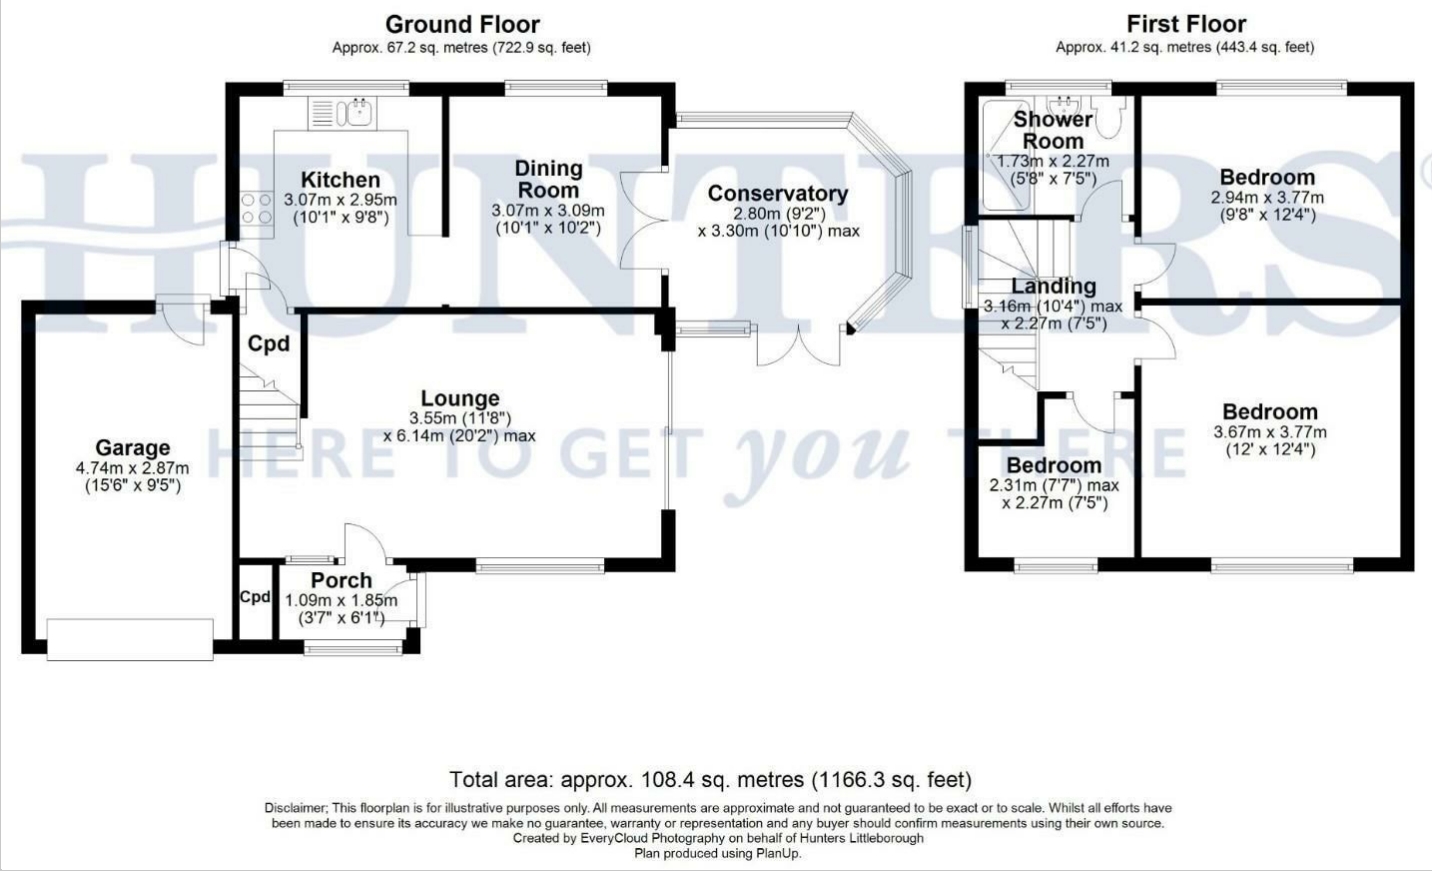 Ground Floor
Approx. 67.2 sq. metres (722.9 sq. feet)
First Floor
Approx. 41.2 sq. metres (443.4 sq. feet)
HUNTERS®
HERE TO GET you THERE
Kitchen
3.07m x 2.95m
(10'1" x 9'8")
Dining
Room
3.07m x 3.09m
(10'1" x 10'2")
Conservatory
2.80m (9'2")
x 3.30m (10'10") max
Shower
Room
1.73m x 2.27m
(5'8" x 7'5")
Bedroom
2.94m x 3.77m
(9'8" x 12'4")
Landing
3.16m (10'4") max
x 2.27m (7'5")
Cpd
Lounge
3.55m (11'8")
x 6.14m (20'2") max
Garage
4.74m x 2.87m
(15'6" x 9'5")
Bedroom
3.67m x 3.77m
(12' x 12'4")
Bedroom
2.31m (7'7") max
x 2.27m (7'5")
Cpd
Porch
1.09m x 1.85m
(3'7" x 6'1")
Total area: approx. 108.4 sq. metres (1166.3 sq. feet)
Disclaimer; This floorplan is for illustrative purposes only. All measurements are approximate and not guaranteed to be exact or to scale. Whilst all efforts have
been made to ensure its accuracy we make no guarantee, warranty or representation and any buyer should confirm measurements using their own source.
Created by EveryCloud Photography on behalf of Hunters Littleborough
Plan produced using PlanUp.